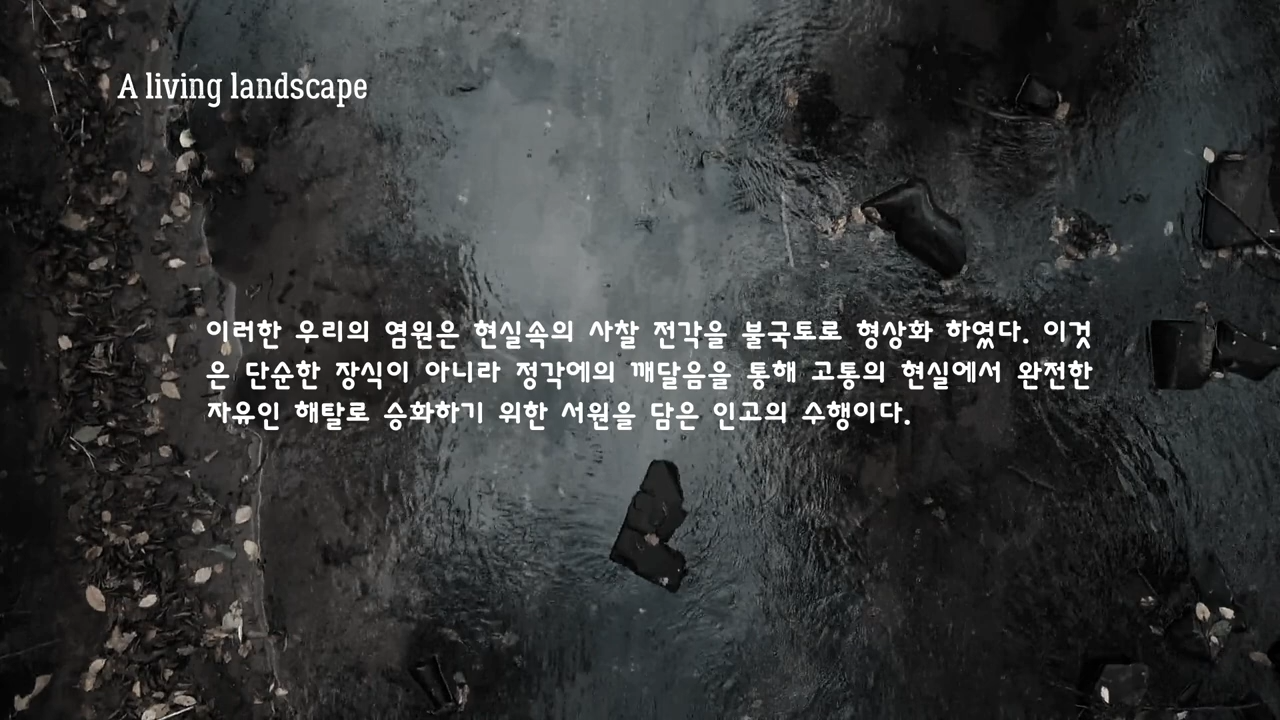 A living landscape
이러한 우리의 염원은 현실속의 사찰 전각을 불국토로 형상화 하였다. 이것
은 단순한 장식이 아니라 정각에의 깨달음을 통해 고통의 현실에서 완전한
자유인 해탈로 승화하기 위한 서원을 담은 인고의 수행이다.